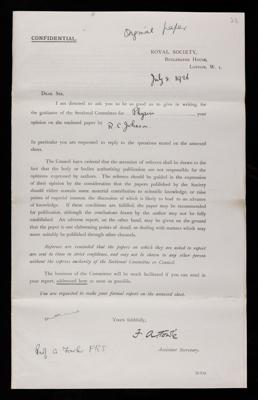 Original paper
CONFIDENTIAL.
ROYAL SOCIETY,
BURLINGTON HOUSE,
LONDON, W. 1.
July 8 1926
DEAR SIR,
I am directed to ask you to be so good as to give in writing, for
the guidance of the Sectional Committee for Physics your
opinion on the enclosed paper by R. C. Johnson
In particular you are requested to reply to the questions stated on the annexed
sheet.
The Council have ordered that the attention of referees shall be drawn to the
fact that the body or authority authorising publication are not responsible for the
opinions expressed by authors. The referees should be guided in the expression
of their opinion by the consideration that the papers published by the Society
should either contain some material contribution to scientific knowledge, or raise
points of especial interest, the discussion of which is likely to lead to an advance
of knowledge. If these conditions are fulfilled, the paper may be recommended
for publication, although the conclusions drawn by the author may not be fully
established. An adverse report, on the other hand, may be given on the ground
that the paper is one elaborating points of detail, or dealing with matters which may
more suitably be published through other channels.
Referees are reminded that the papers on which they are asked to report
are sent to them in strict confidence, and may not be shown to any other person
without the express authority of the Sectional Committee or Council.
The business of the Committee will be much facilitated if you can send in
your report, addressed here as soon as possible.
You are requested to make your formal report on the annexed sheet.
Yours faithfully,
F. A. Towle
Prof. A. Fowler FRS
Assistant Secretary.